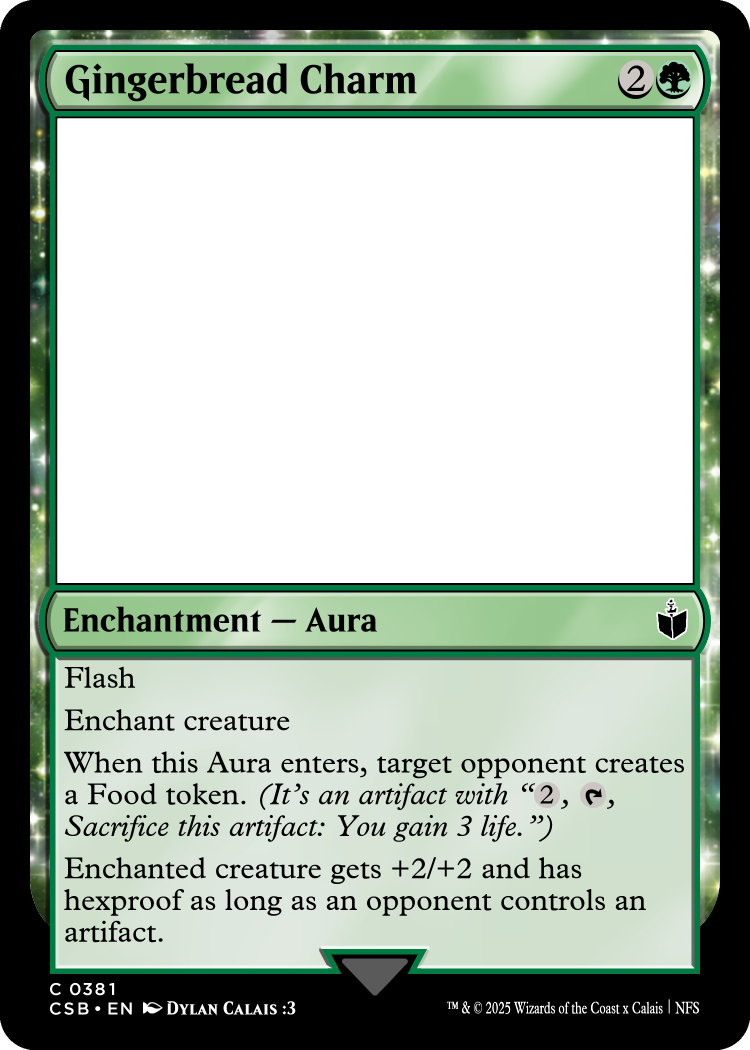 Gingerbread Charm 2
Enchantment — Aura
Flash
Enchant creature
When this Aura enters, target opponent creates
a Food token. (It's an artifact with “2, ,
Sacrifice this artifact: You gain 3 life.”)
Enchanted creature gets +2/+2 and has
hexproof as long as an opponent controls an
artifact.
C 0381
CSB • EN Dylan Calais :3
™ & © 2025 Wizards of the Coast x Calais | NFS